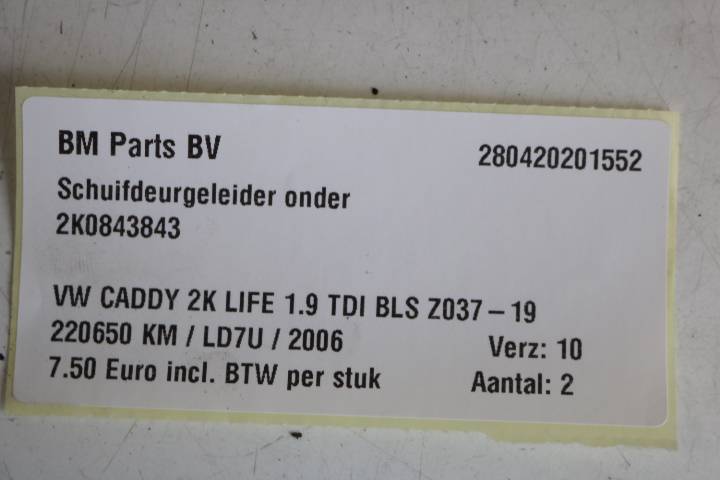 BM Parts BV
280420201552
Schuifdeurgeleider onder
2K0843843
VW CADDY 2K LIFE 1.9 TDI BLS Z037 – 19
220650 KM / LD7U / 2006
Verz: 10
7.50 Euro incl. BTW per stuk
Aantal: 2